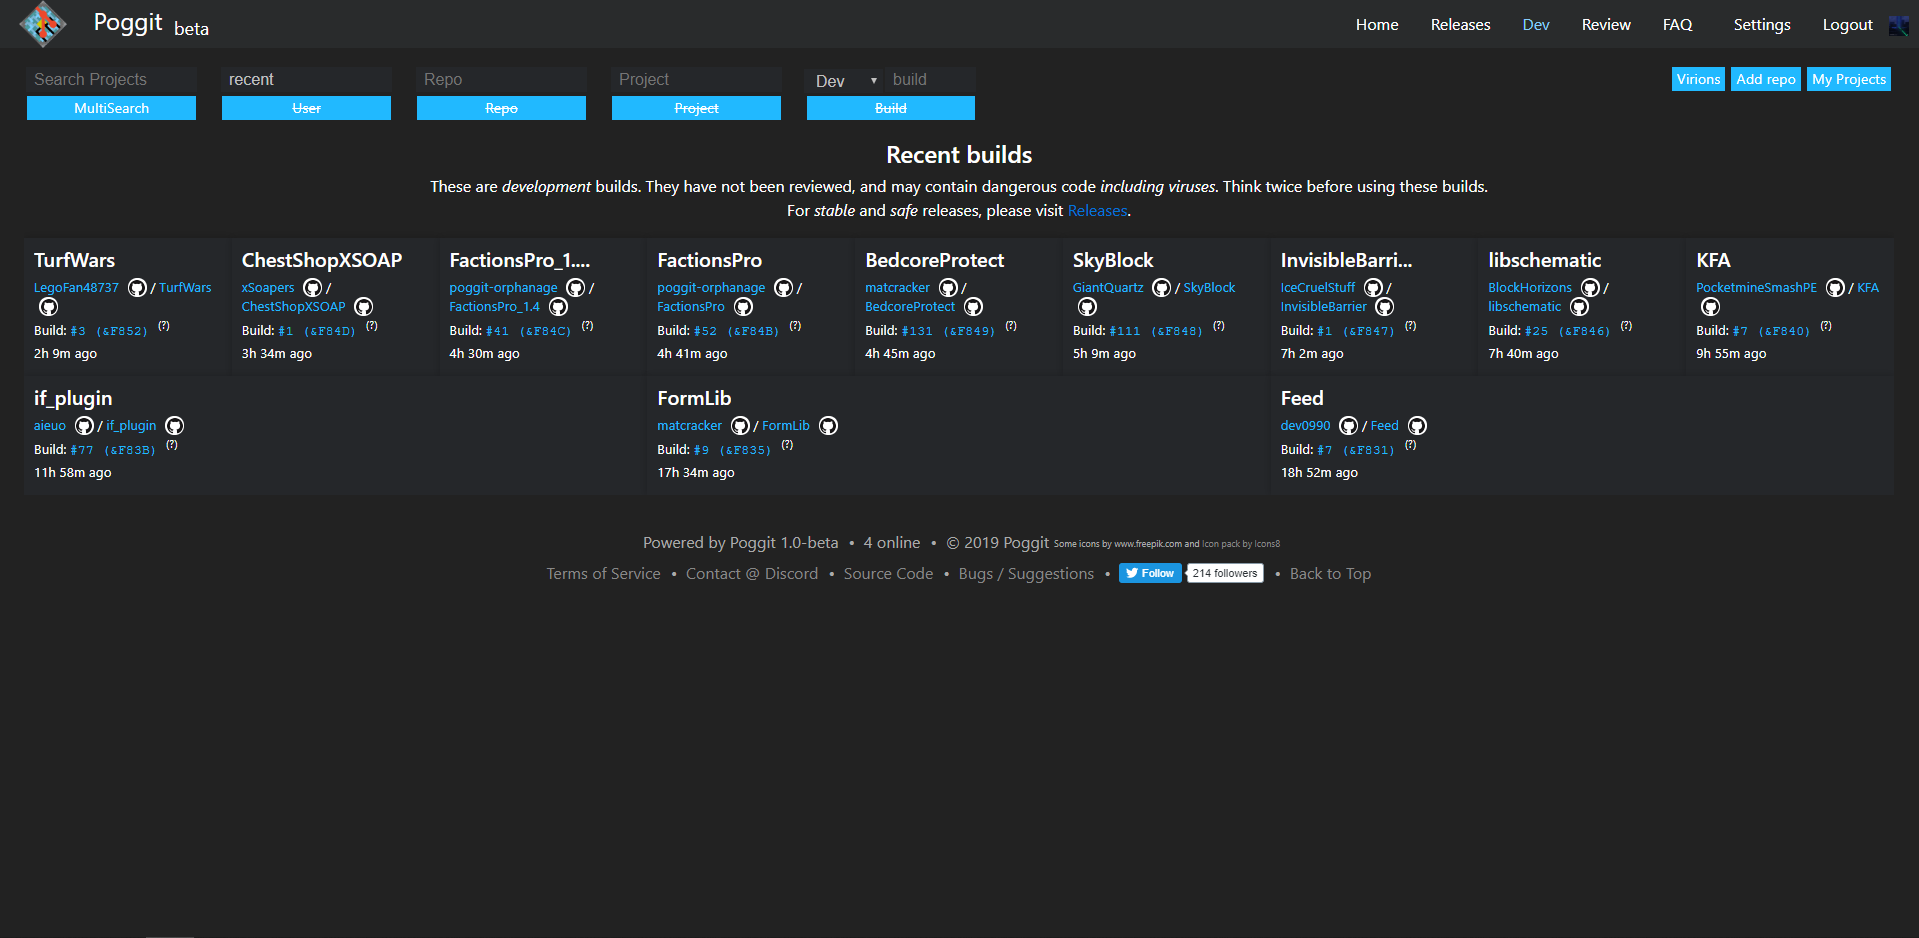 Poggit beta
Home Releases Dev Review FAQ Settings Logout
Search Projects recent Repo Project Dev build
MultiSearch User Repo Project Build
Virions Add repo My Projects
Recent builds
These are development builds. They have not been reviewed, and may contain dangerous code including viruses. Think twice before using these builds.
For stable and safe releases, please visit Releases.
TurfWars
LegoFan48737 / TurfWars
Build: #3 (&F852) (?)
2h 9m ago
ChestShopXSOAP
xSoapers /
ChestShopXSOAP
Build: #1 (&F84D) (?)
3h 34m ago
FactionsPro_1....
poggit-orphanage /
FactionsPro_1.4
Build: #41 (&F84C) (?)
4h 30m ago
FactionsPro
poggit-orphanage /
FactionsPro
Build: #52 (&F84B) (?)
4h 41m ago
BedcoreProtect
matcracker /
BedcoreProtect
Build: #131 (&F849) (?)
4h 45m ago
SkyBlock
GiantQuartz / SkyBlock
Build: #111 (&F848) (?)
5h 9m ago
InvisibleBarri...
IceCruelStuff /
InvisibleBarrier
Build: #1 (&F847) (?)
7h 2m ago
libschematic
BlockHorizons /
libschematic
Build: #25 (&F846) (?)
7h 40m ago
KFA
PocketmineSmashPE / KFA
Build: #7 (&F840) (?)
9h 55m ago
if_plugin
aieuo / if_plugin
Build: #77 (&F83B) (?)
11h 58m ago
FormLib
matcracker / FormLib
Build: #9 (&F835) (?)
17h 34m ago
Feed
dev0990 / Feed
Build: #7 (&F831) (?)
18h 52m ago
Powered by Poggit 1.0-beta • 4 online • © 2019 Poggit Some icons by www.freepik.com and Icon pack by Icons8
Terms of Service • Contact @ Discord • Source Code • Bugs / Suggestions • Follow 214 followers • Back to Top